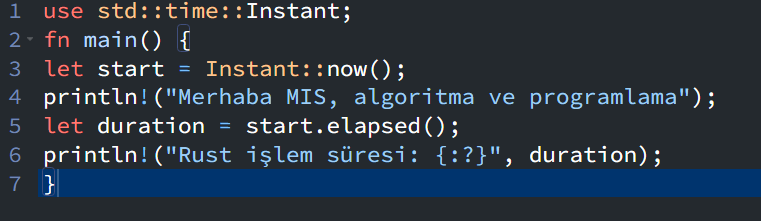 1 use std::time::Instant;
2 fn main() {
3 let start = Instant::now();
4 println!("Merhaba MIS, algoritma ve programlama");
5 let duration = start.elapsed();
6 println!("Rust işlem süresi: {:?}", duration);
7 }